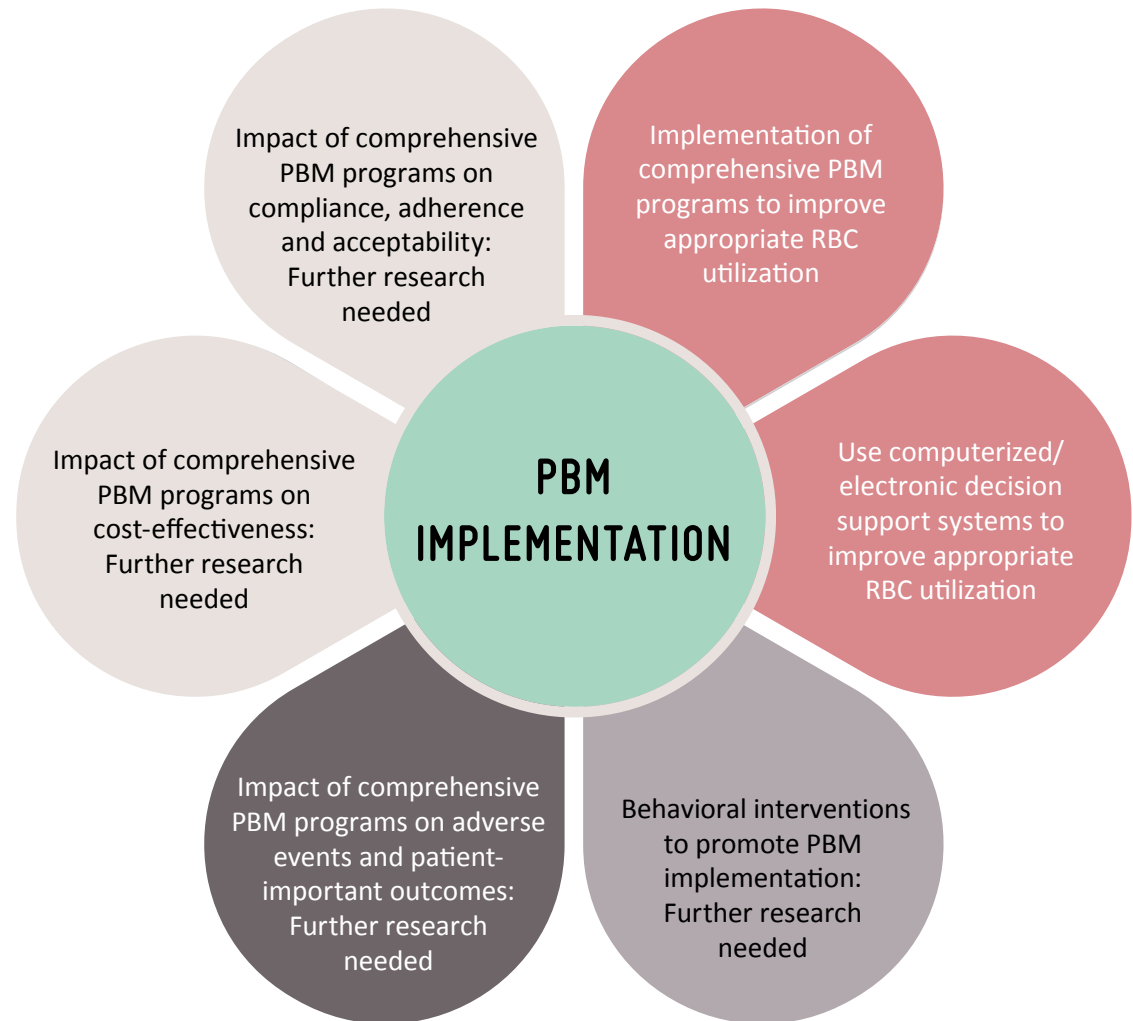 Impact of comprehensive
PBM programs on
compliance, adherence
and acceptability:
Further research
needed
Implementation of
comprehensive PBM
programs to improve
appropriate RBC
utilization
Impact of comprehensive
PBM programs on
cost-effectiveness:
Further research
needed
PBM
IMPLEMENTATION
Use computerized/
electronic decision
support systems to
improve appropriate
RBC utilization
Impact of comprehensive
PBM programs on adverse
events and patient-
important outcomes:
Further research
needed
Behavioral interventions
to promote PBM
implementation:
Further research
needed